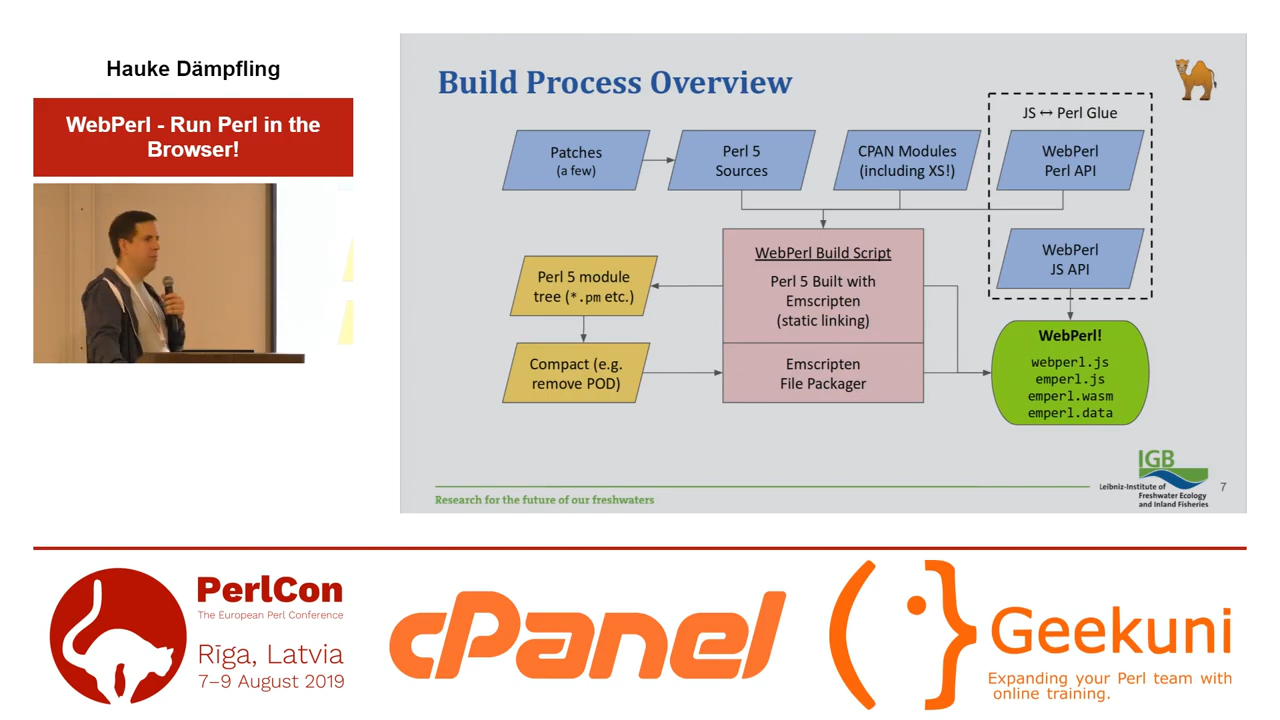 Hauke Dämpfling
WebPerl - Run Perl in the
Browser!
Build Process Overview
JS ↔ Perl Glue
Patches
(a few)
Perl 5
Sources
CPAN Modules
(including XS!)
WebPerl
Perl API
WebPerl
JS API
WebPerl Build Script
Perl 5 Built with
Emscripten
(static linking)
Perl 5 module
tree (*.pm etc.)
Compact (e.g.
remove POD)
Emscripten
File Packager
WebPerl!
webperl.js
emperl.js
emperl.wasm
emperl.data
IGB
Leibniz-Institute of
Freshwater Ecology
and Inland Fisheries
Research for the future of our freshwaters
7
PerlCon
The European Perl Conference
Rīga, Latvia
7–9 August 2019
cPanel
Geekuni
Expanding your Perl team with
online training.